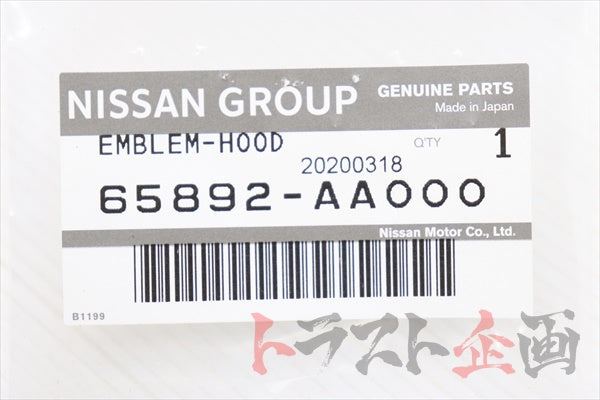 NISSAN GROUP
GENUINE PARTS
Made in Japan
EMBLEM-HOOD
Q'TY
1
20200318
65892-AA000
Nissan Motor Co., Ltd.
B1199
トラスト企画